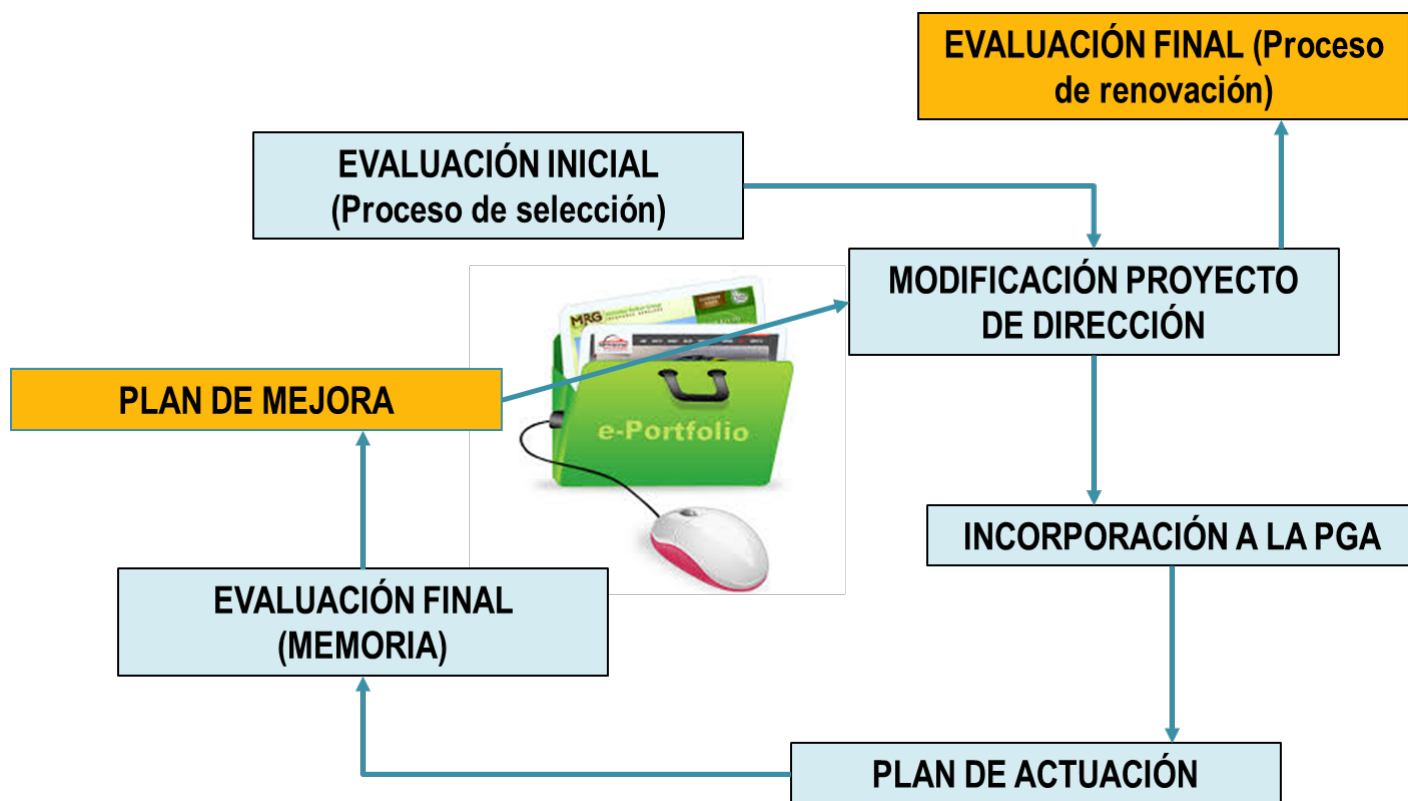 EVALUACIÓN FINAL (Proceso
de renovación)
EVALUACIÓN INICIAL
(Proceso de selección)
MODIFICACIÓN PROYECTO
DE DIRECCIÓN
MRG
e-Portfolio
PLAN DE MEJORA
INCORPORACIÓN A LA PGA
EVALUACIÓN FINAL
(MEMORIA)
PLAN DE ACTUACIÓN